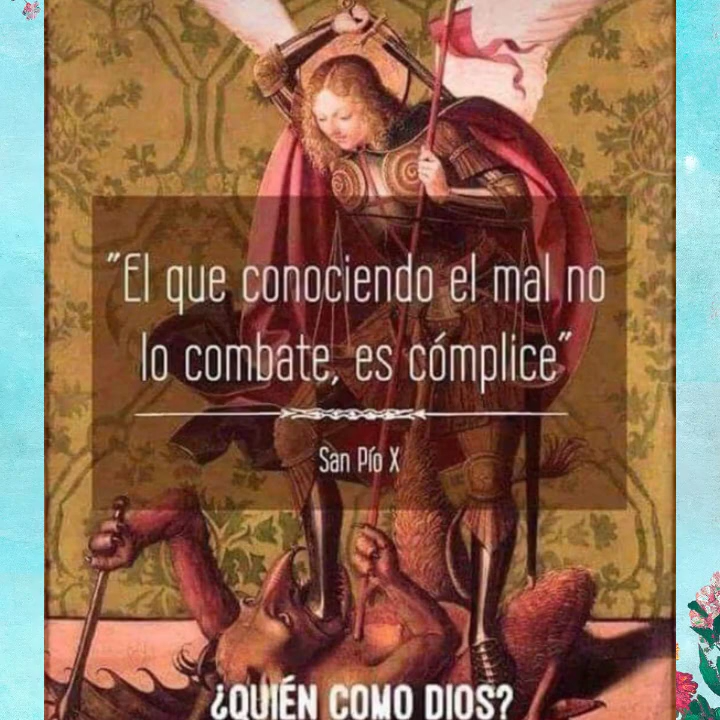 "El que conociendo el mal no
lo combate, es cómplice"
San Pío X
¿QUIÉN COMO DIOS?